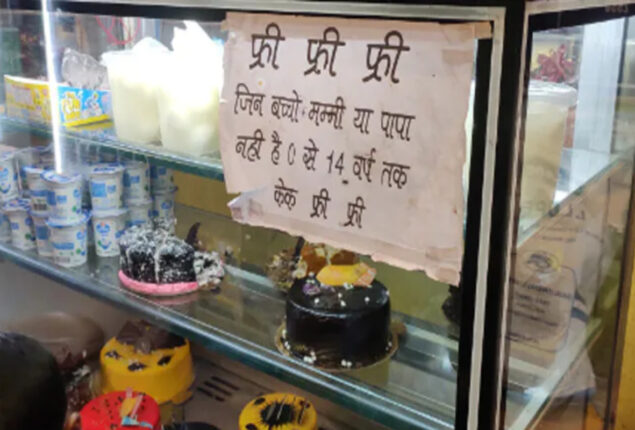 फ्री फ्री फ्री
जिन बच्चो मम्मी या पापा
नही है 0 से 14 वर्ष तक
केक फ्री फ्री